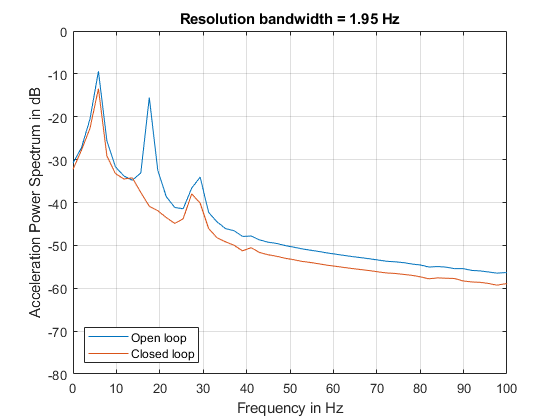 Resolution bandwidth = 1.95 Hz
Acceleration Power Spectrum in dB
0
-10
-20
-30
-40
-50
-60
-70
-80
Open loop
Closed loop
0 10 20 30 40 50 60 70 80 90 100
Frequency in Hz